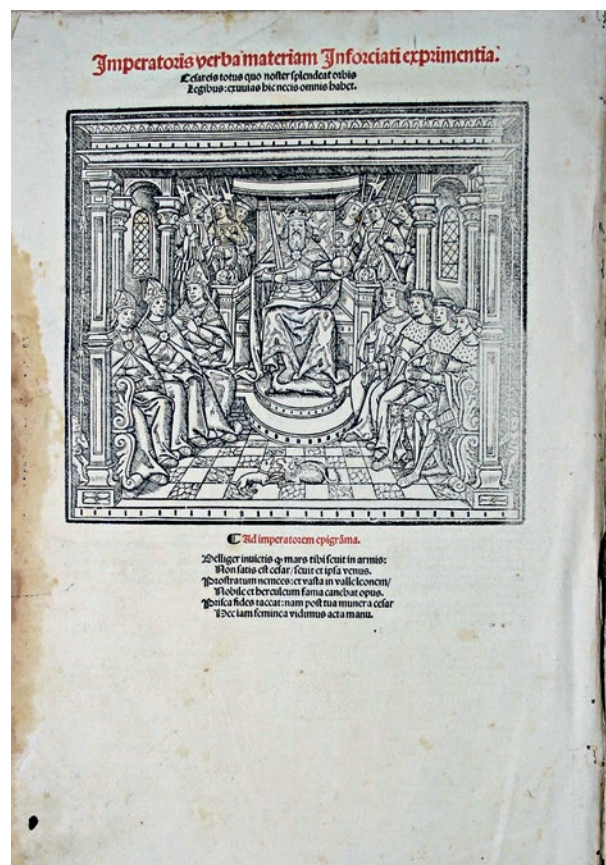 Imperatoris verba materiam Inforciati exprimentia.
Cesareis totus quo noster splendeat orbis
Legibus: exuuias hic necis omnis habet.
Ad imperatorem epigrãma.
Belliger inuictis q mars tibi seuit in armis:
Non satis est cesar/ seuit et ipsa venus.
Prostratum nemees: et vasta in valle leonem/
Nobile et herculeum fama canebat opus.
Prisca fides taceat: nam post tua munera cesar
Hec iam feminea vidimus acta manu.